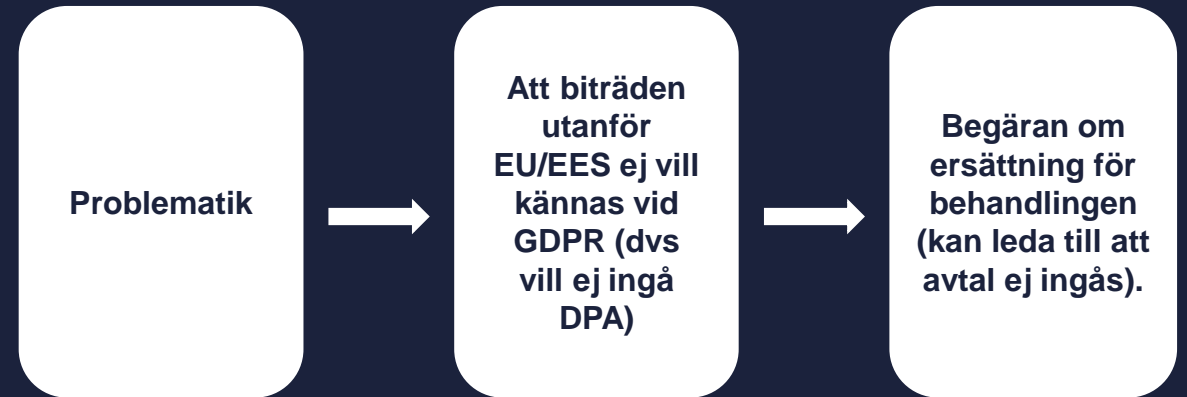 Problematik
Att biträden
utanför
EU/EES ej vill
kännas vid
GDPR (dvs
vill ej ingå
DPA)
Begäran om
ersättning för
behandlingen
(kan leda till att
avtal ej ingås).